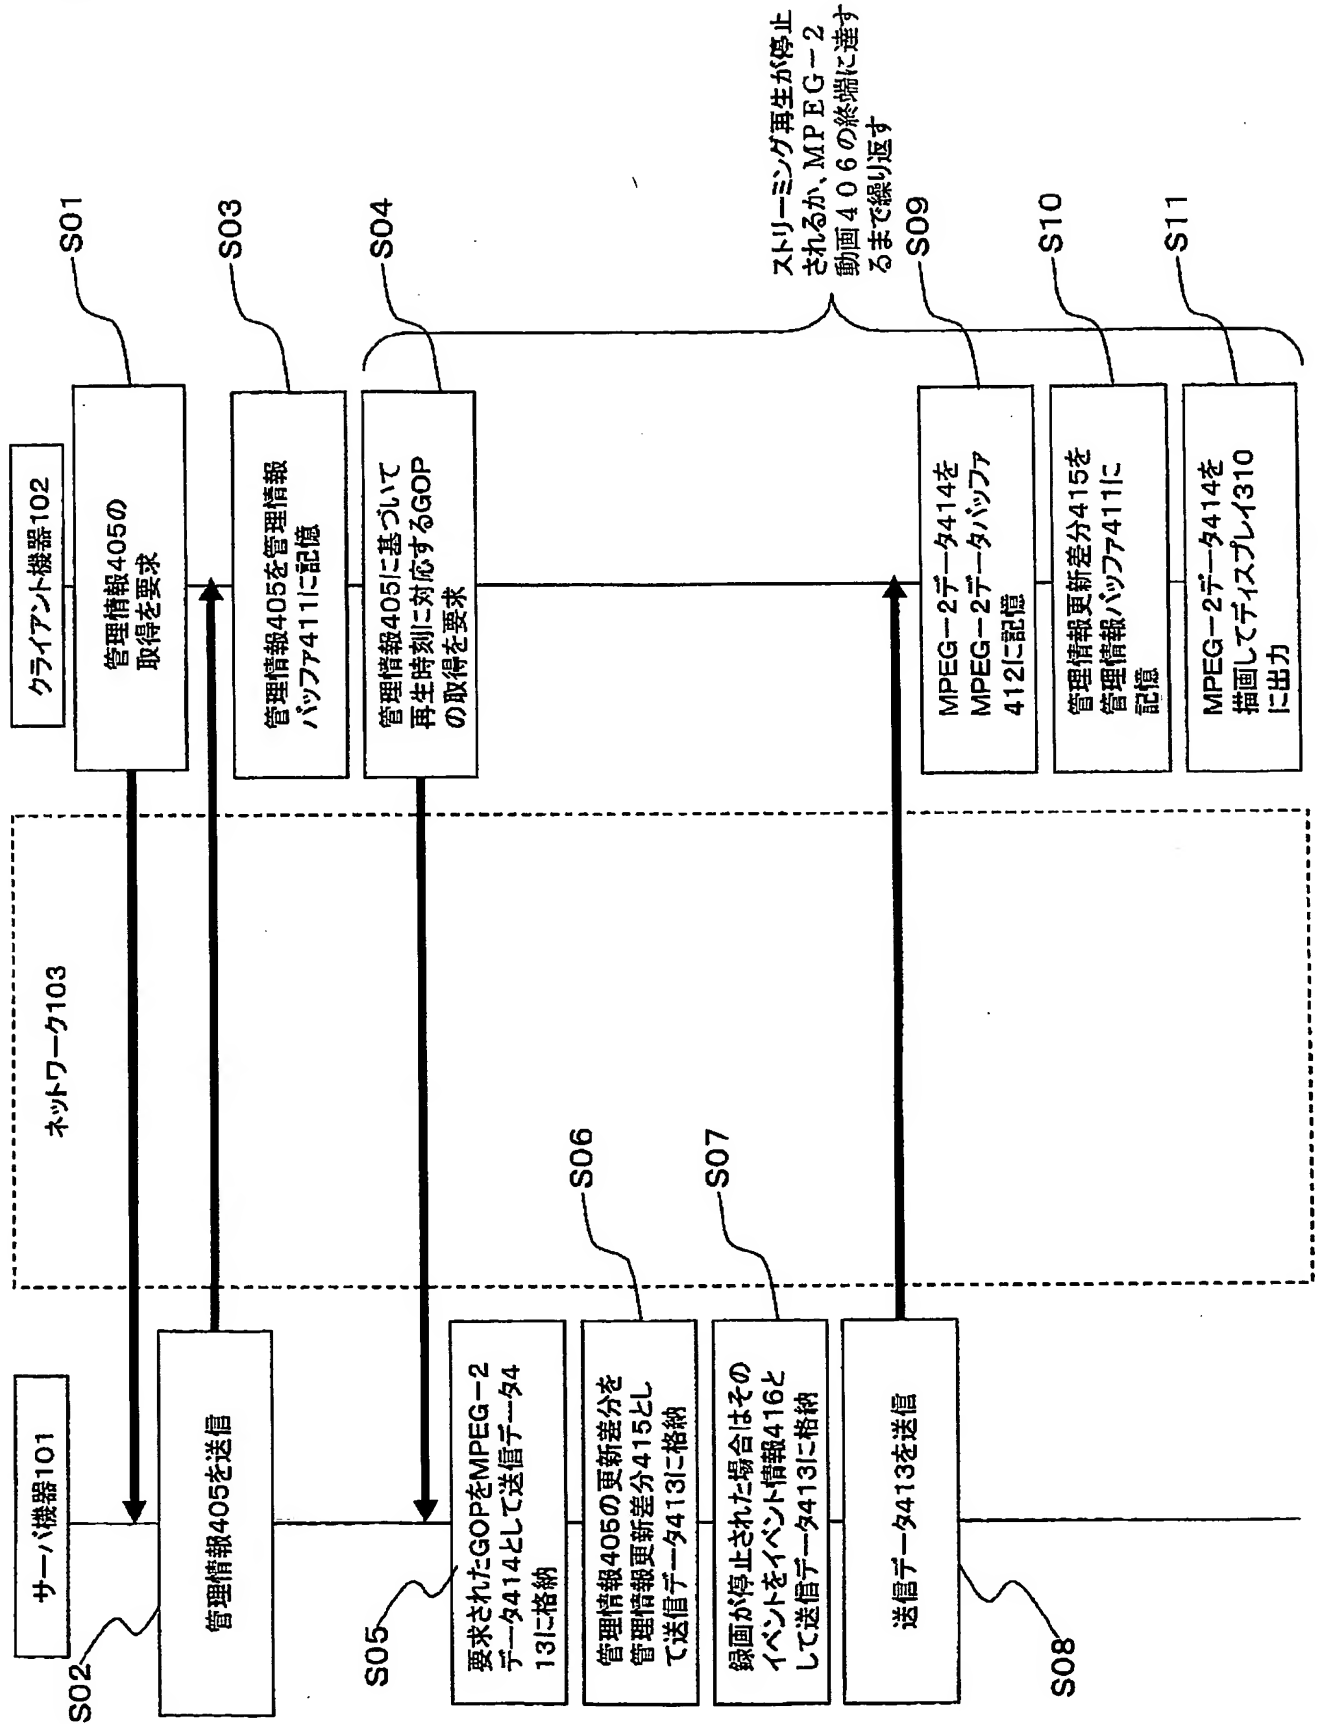 サーバ機器101
ネットワーク103
クライアント機器102
管理情報405の
取得を要求
S01
管理情報405を送信
S02
管理情報405を管理情報
バッファ411に記憶
S03
管理情報405に基づいて
再生時刻に対応するGOP
の取得を要求
S04
要求されたGOPをMPEG-2
データ414として送信データ4
13に格納
S05
管理情報405の更新差分を
管理情報更新差分415とし
て送信データ413に格納
S06
録画が停止された場合はその
イベントをイベント情報416と
して送信データ413に格納
S07
送信データ413を送信
S08
MPEG-2データ414を
MPEG-2データバッファ
412に記憶
S09
管理情報更新差分415を
管理情報バッファ411に
記憶
S10
MPEG-2データ414を
描画してディスプレイ310
に出力
S11
ストリーミング再生が停止
されるか、MPEG-2
動画406の終端に達す
るまで繰り返す